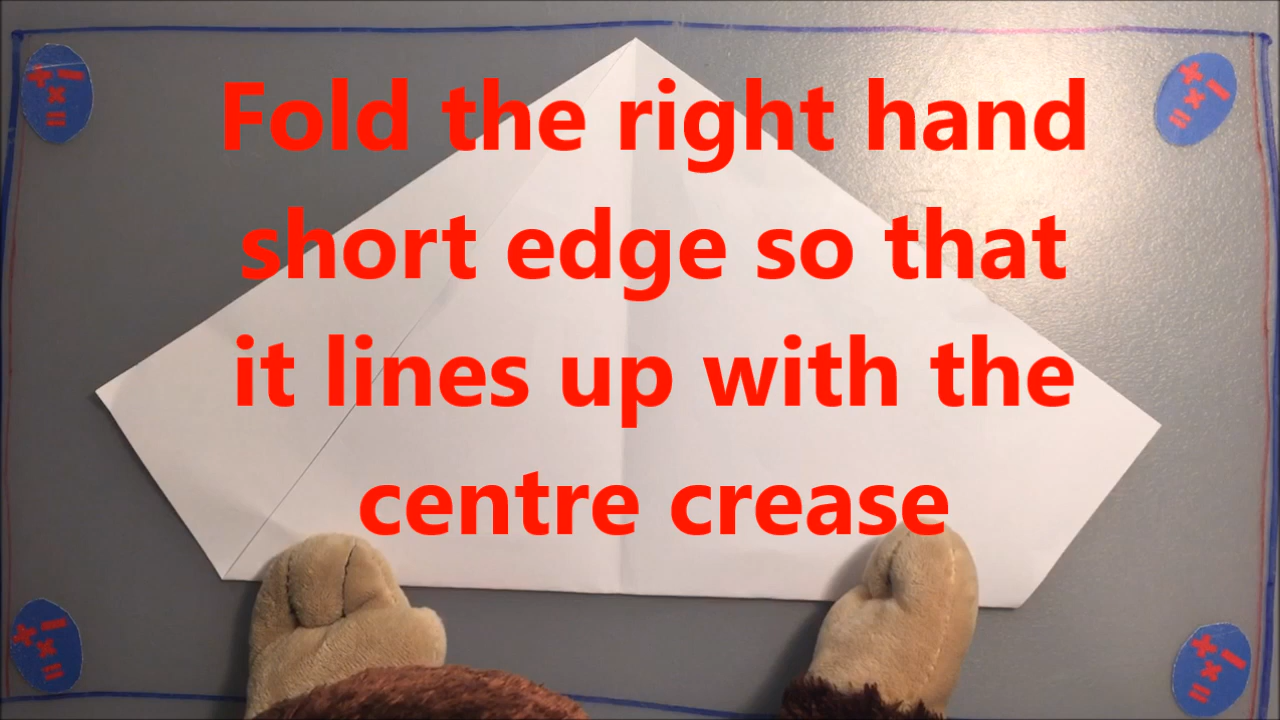 Fold the right hand
short edge so that
it lines up with the
centre crease